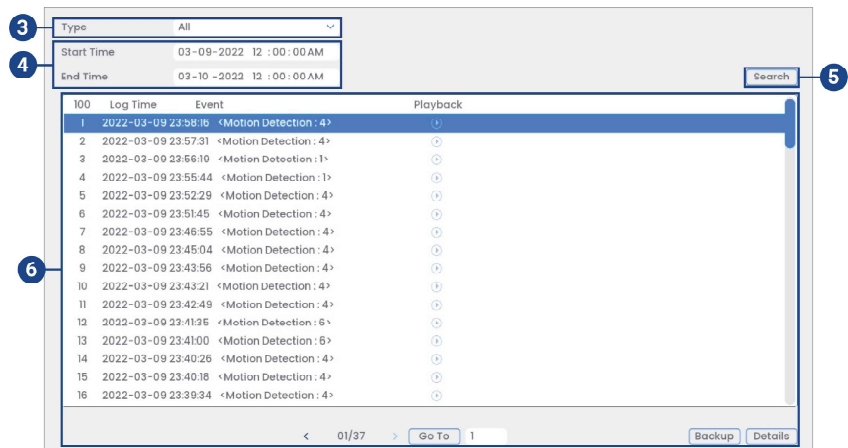 3 Type All
4 Start Time 03-09-2022 12 :00:00AM
End Time 03-10 -2022 12 :00:00AM
Search 5
100 Log Time Event Playback
1 2022-03-09 23:58:16 <Motion Detection : 4>
2 2022-03-09 23:57:31 <Motion Detection : 4>
3 2022-03-09 23:56:10 <Motion Detection : 1>
4 2022-03-09 23:55:44 <Motion Detection : 1>
5 2022-03-09 23:52:29 <Motion Detection : 4>
6 2022-03-09 23:51:45 <Motion Detection : 4>
7 2022-03-09 23:46:55 <Motion Detection : 4>
8 2022-03-09 23:45:04 <Motion Detection : 4>
6
9 2022-03-09 23:43:56 <Motion Detection : 4>
10 2022-03-09 23:43:21 <Motion Detection : 4>
11 2022-03-09 23:42:49 <Motion Detection : 4>
12 2022-03-09 23:41:35 <Motion Detection : 6>
13 2022-03-09 23:41:00 <Motion Detection : 6>
14 2022-03-09 23:40:26 <Motion Detection : 4>
15 2022-03-09 23:40:18 <Motion Detection : 4>
16 2022-03-09 23:39:34 <Motion Detection : 4>
< 01/37 > Go To 1 Backup Details